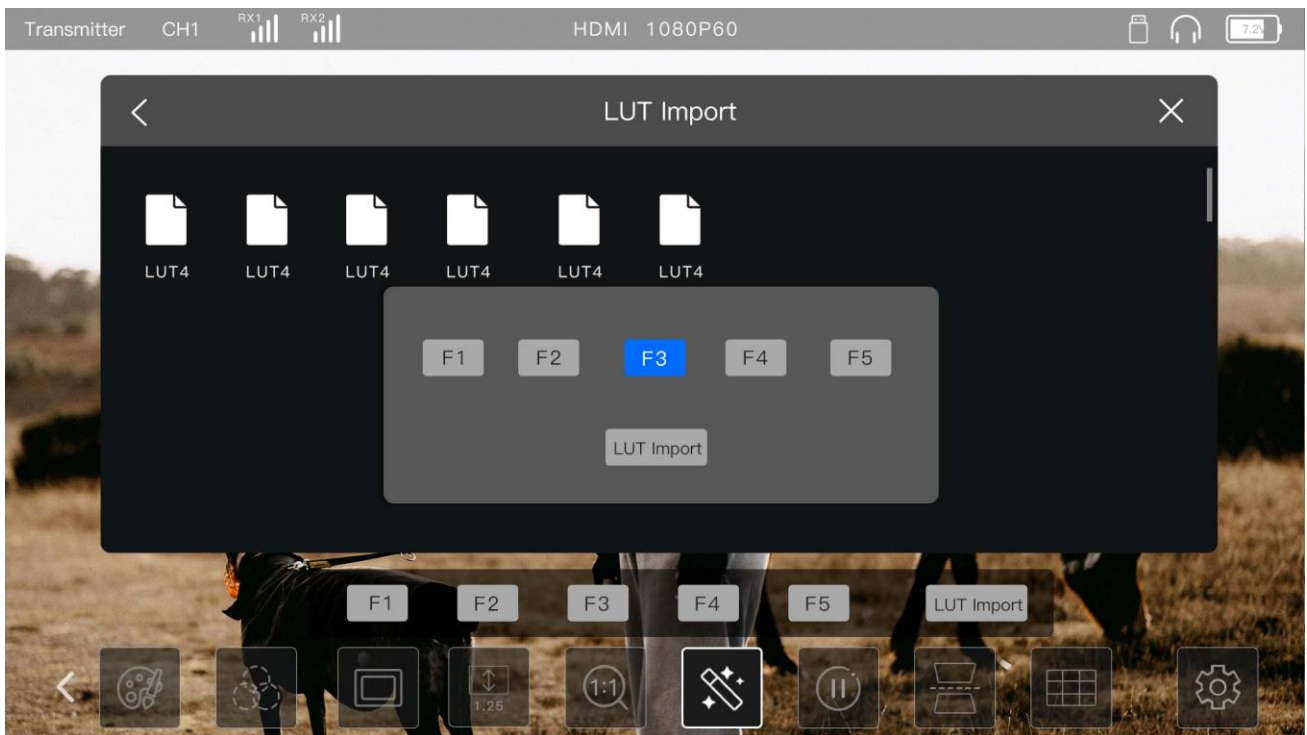 Transmitter CH1 RX1 RX2 HDMI 1080P60 7.2V
LUT Import
LUT4 LUT4 LUT4 LUT4 LUT4 LUT4
F1 F2 F3 F4 F5
LUT Import
F1 F2 F3 F4 F5 LUT Import
1.25 1:1